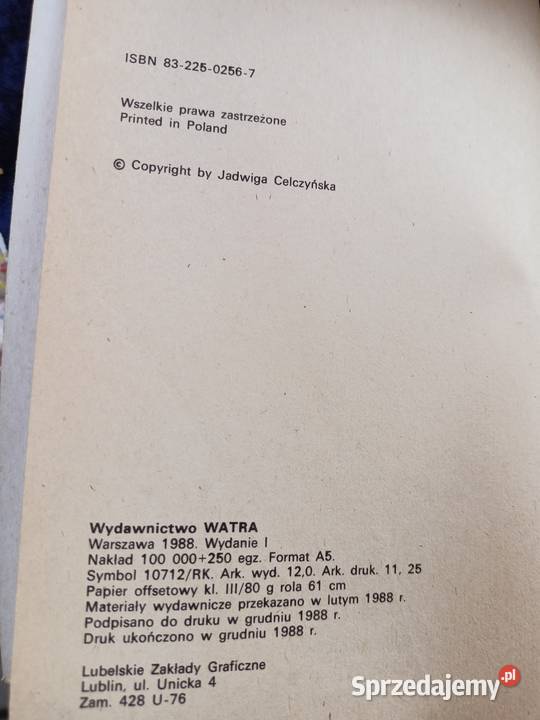 ISBN 83-225-0256-7
Wszelkie prawa zastrzeżone
Printed in Poland
© Copyright by Jadwiga Celczyńska
Wydawnictwo WATRA
Warszawa 1988. Wydanie I
Nakład 100 000+250 egz. Format A5.
Symbol 10712/RK. Ark. wyd. 12,0. Ark. druk. 11, 25
Papier offsetowy kl. III/80 g rola 61 cm
Materiały wydawnicze przekazano w lutym 1988 r.
Podpisano do druku w grudniu 1988 r.
Druk ukończono w grudniu 1988 r.
Lubelskie Zakłady Graficzne
Lublin, ul. Unicka 4
Zam. 428 U-76
Sprzedajemy.pl